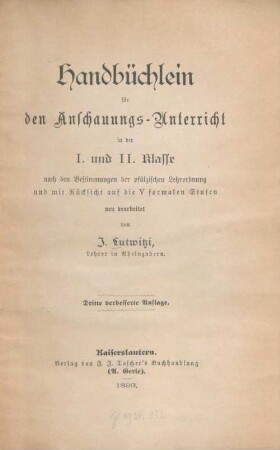 Handbüchlein
für
den Anschauungs-Unterricht
in der
I. und II. Klasse
nach den Bestimmungen der pfälzischen Lehrordnung
und mit Rücksicht auf die V formalen Stufen
neu bearbeitet
von
J. Lutwitzi,
Lehrer in Rheingönheim.
Dritte verbesserte Auflage.
Kaiserslautern.
Verlag von J. J. Tascher's Buchhandlung
(A. Gerle).